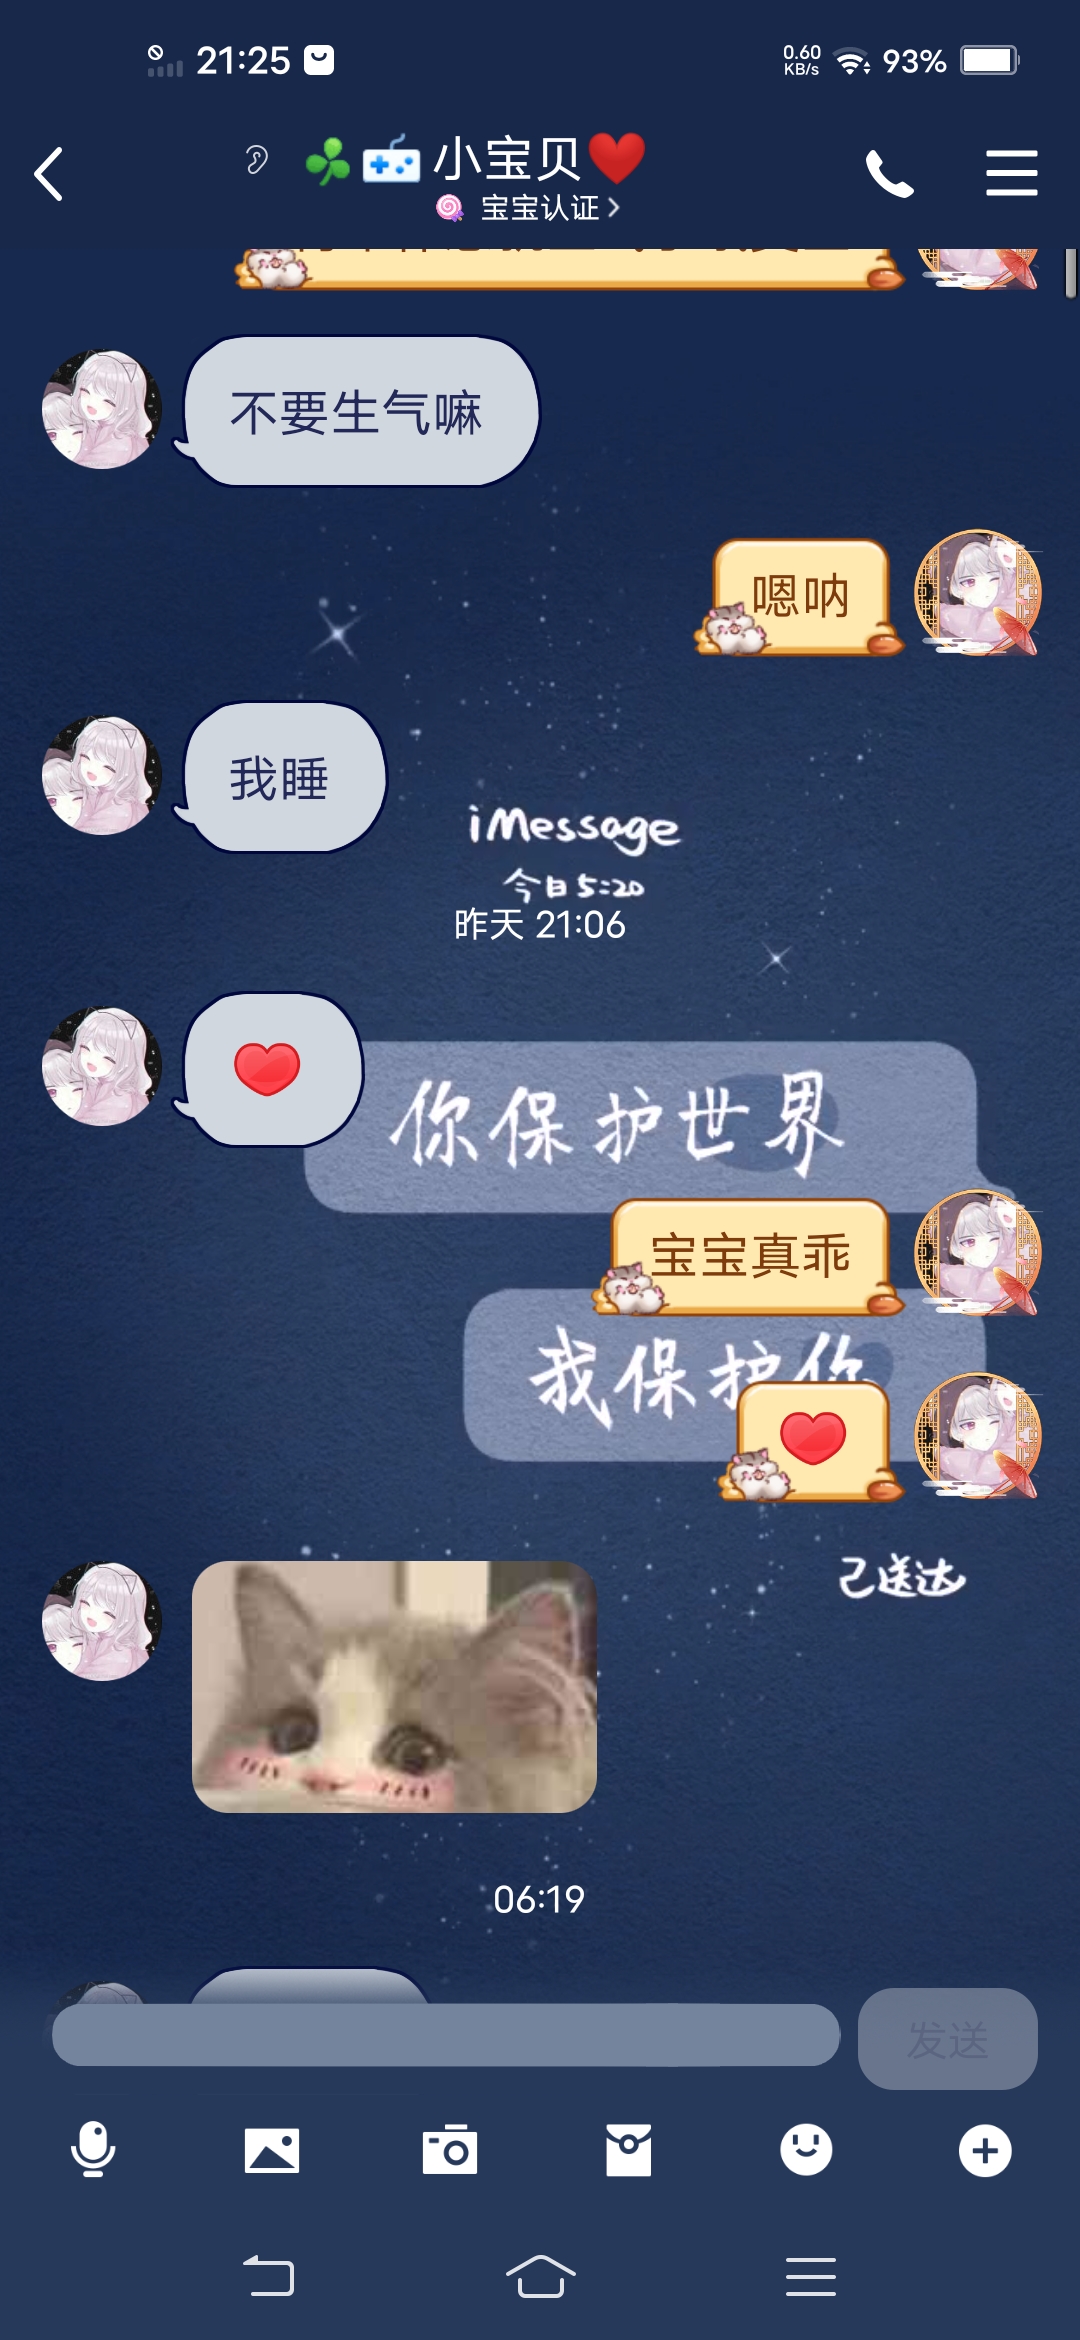 21:25
0.60 KB/s
93%
小宝贝
宝宝认证
不要生气嘛
嗯呐
我睡
iMessage
今日5:20
昨天 21:06
你保护世界
宝宝真乖
我保护你
已送达
06:19
发送